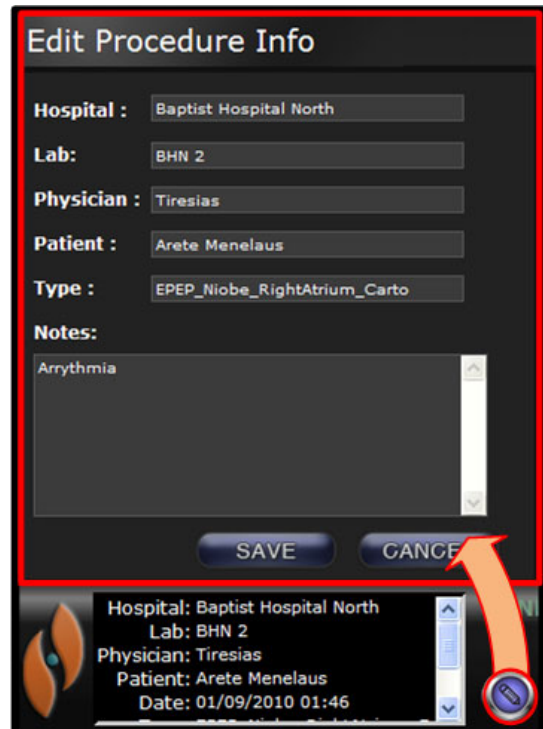 Edit Procedure Info
Hospital : Baptist Hospital North
Lab: BHN 2
Physician : Tiresias
Patient : Arete Menelaus
Type : EPEP_Niobe_RightAtrium_Carto
Notes:
Arrythmia
SAVE
Hospital: Baptist Hospital North
Lab: BHN 2
Physician: Tiresias
Patient: Arete Menelaus
Date: 01/09/2010 01:46